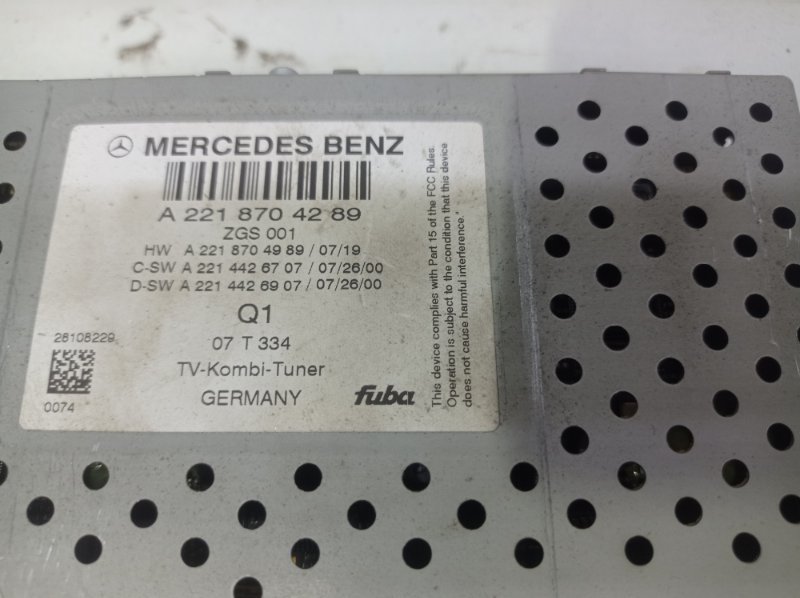 MERCEDES BENZ
A 221 870 42 89
ZGS 001
HW A 221 870 49 89 / 07/19
C-SW A 221 442 67 07 / 07/26/00
D-SW A 221 442 69 07 / 07/26/00
Q1
28108229
07 T 334
TV-Kombi-Tuner
0074
GERMANY
fuba
This device complies with Part 15 of the FCC Rules.
Operation is subject to the condition that this device
does not cause harmful interference."